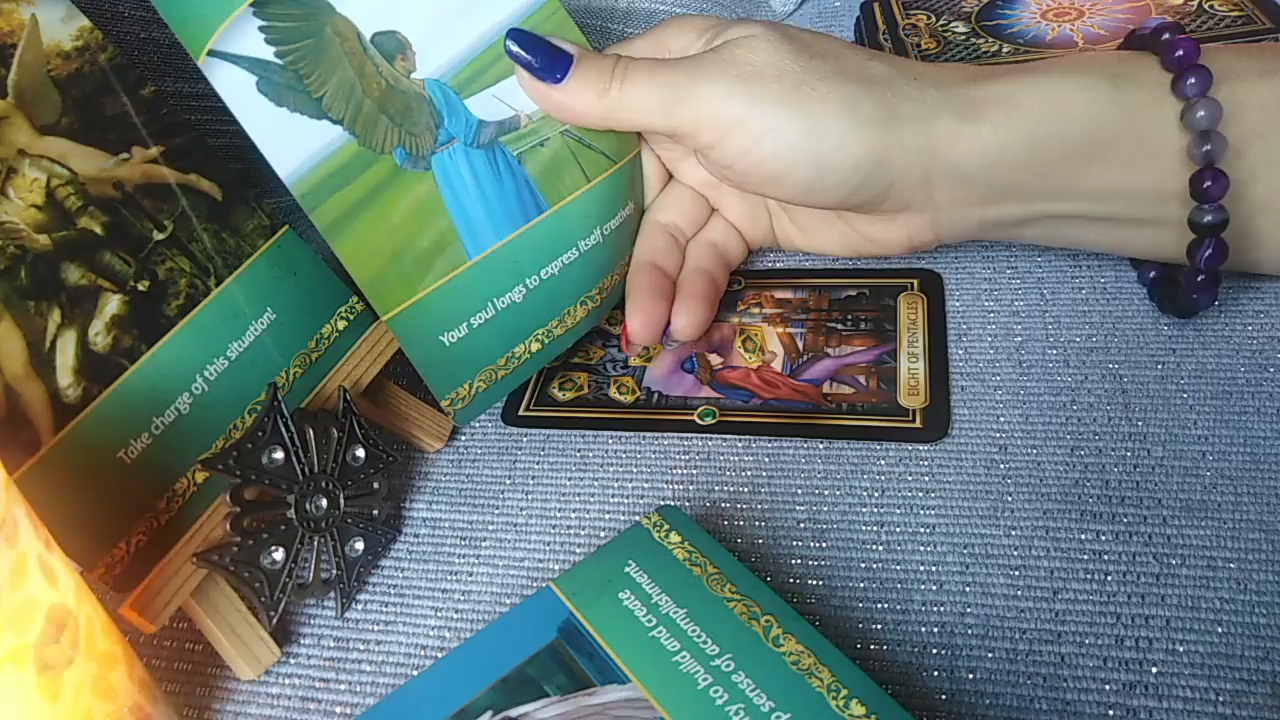 Take charge of this situation!
Your soul longs to express itself creatively.
EIGHT OF PENTACLES
ty to build and create
p sense of accomplishment.